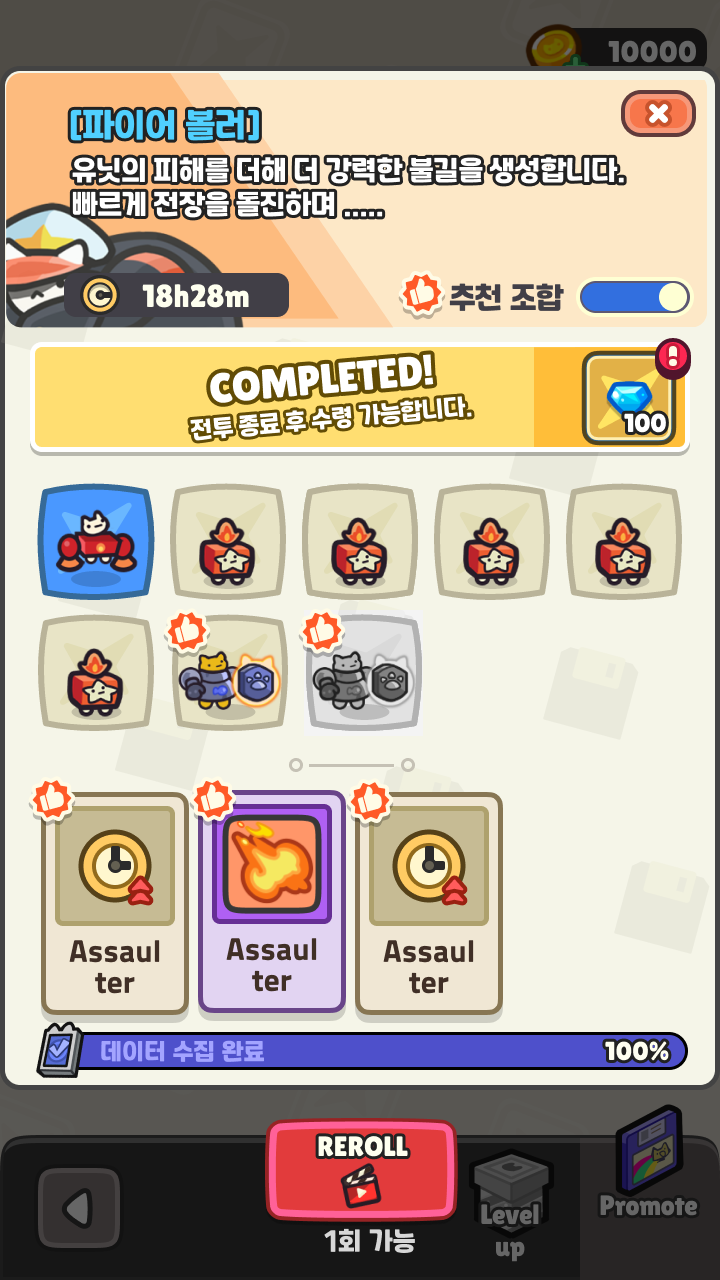 10000
[파이어 볼러]
유닛의 피해를 더해 더 강력한 불길을 생성합니다.
빠르게 전장을 돌진하며 .....
18h28m
추천 조합
COMPLETED!
전투 종료 후 수령 가능합니다.
100
Assaul
ter
Assaul
ter
Assaul
ter
데이터 수집 완료
100%
REROLL
1회 가능
Level
up
Promote